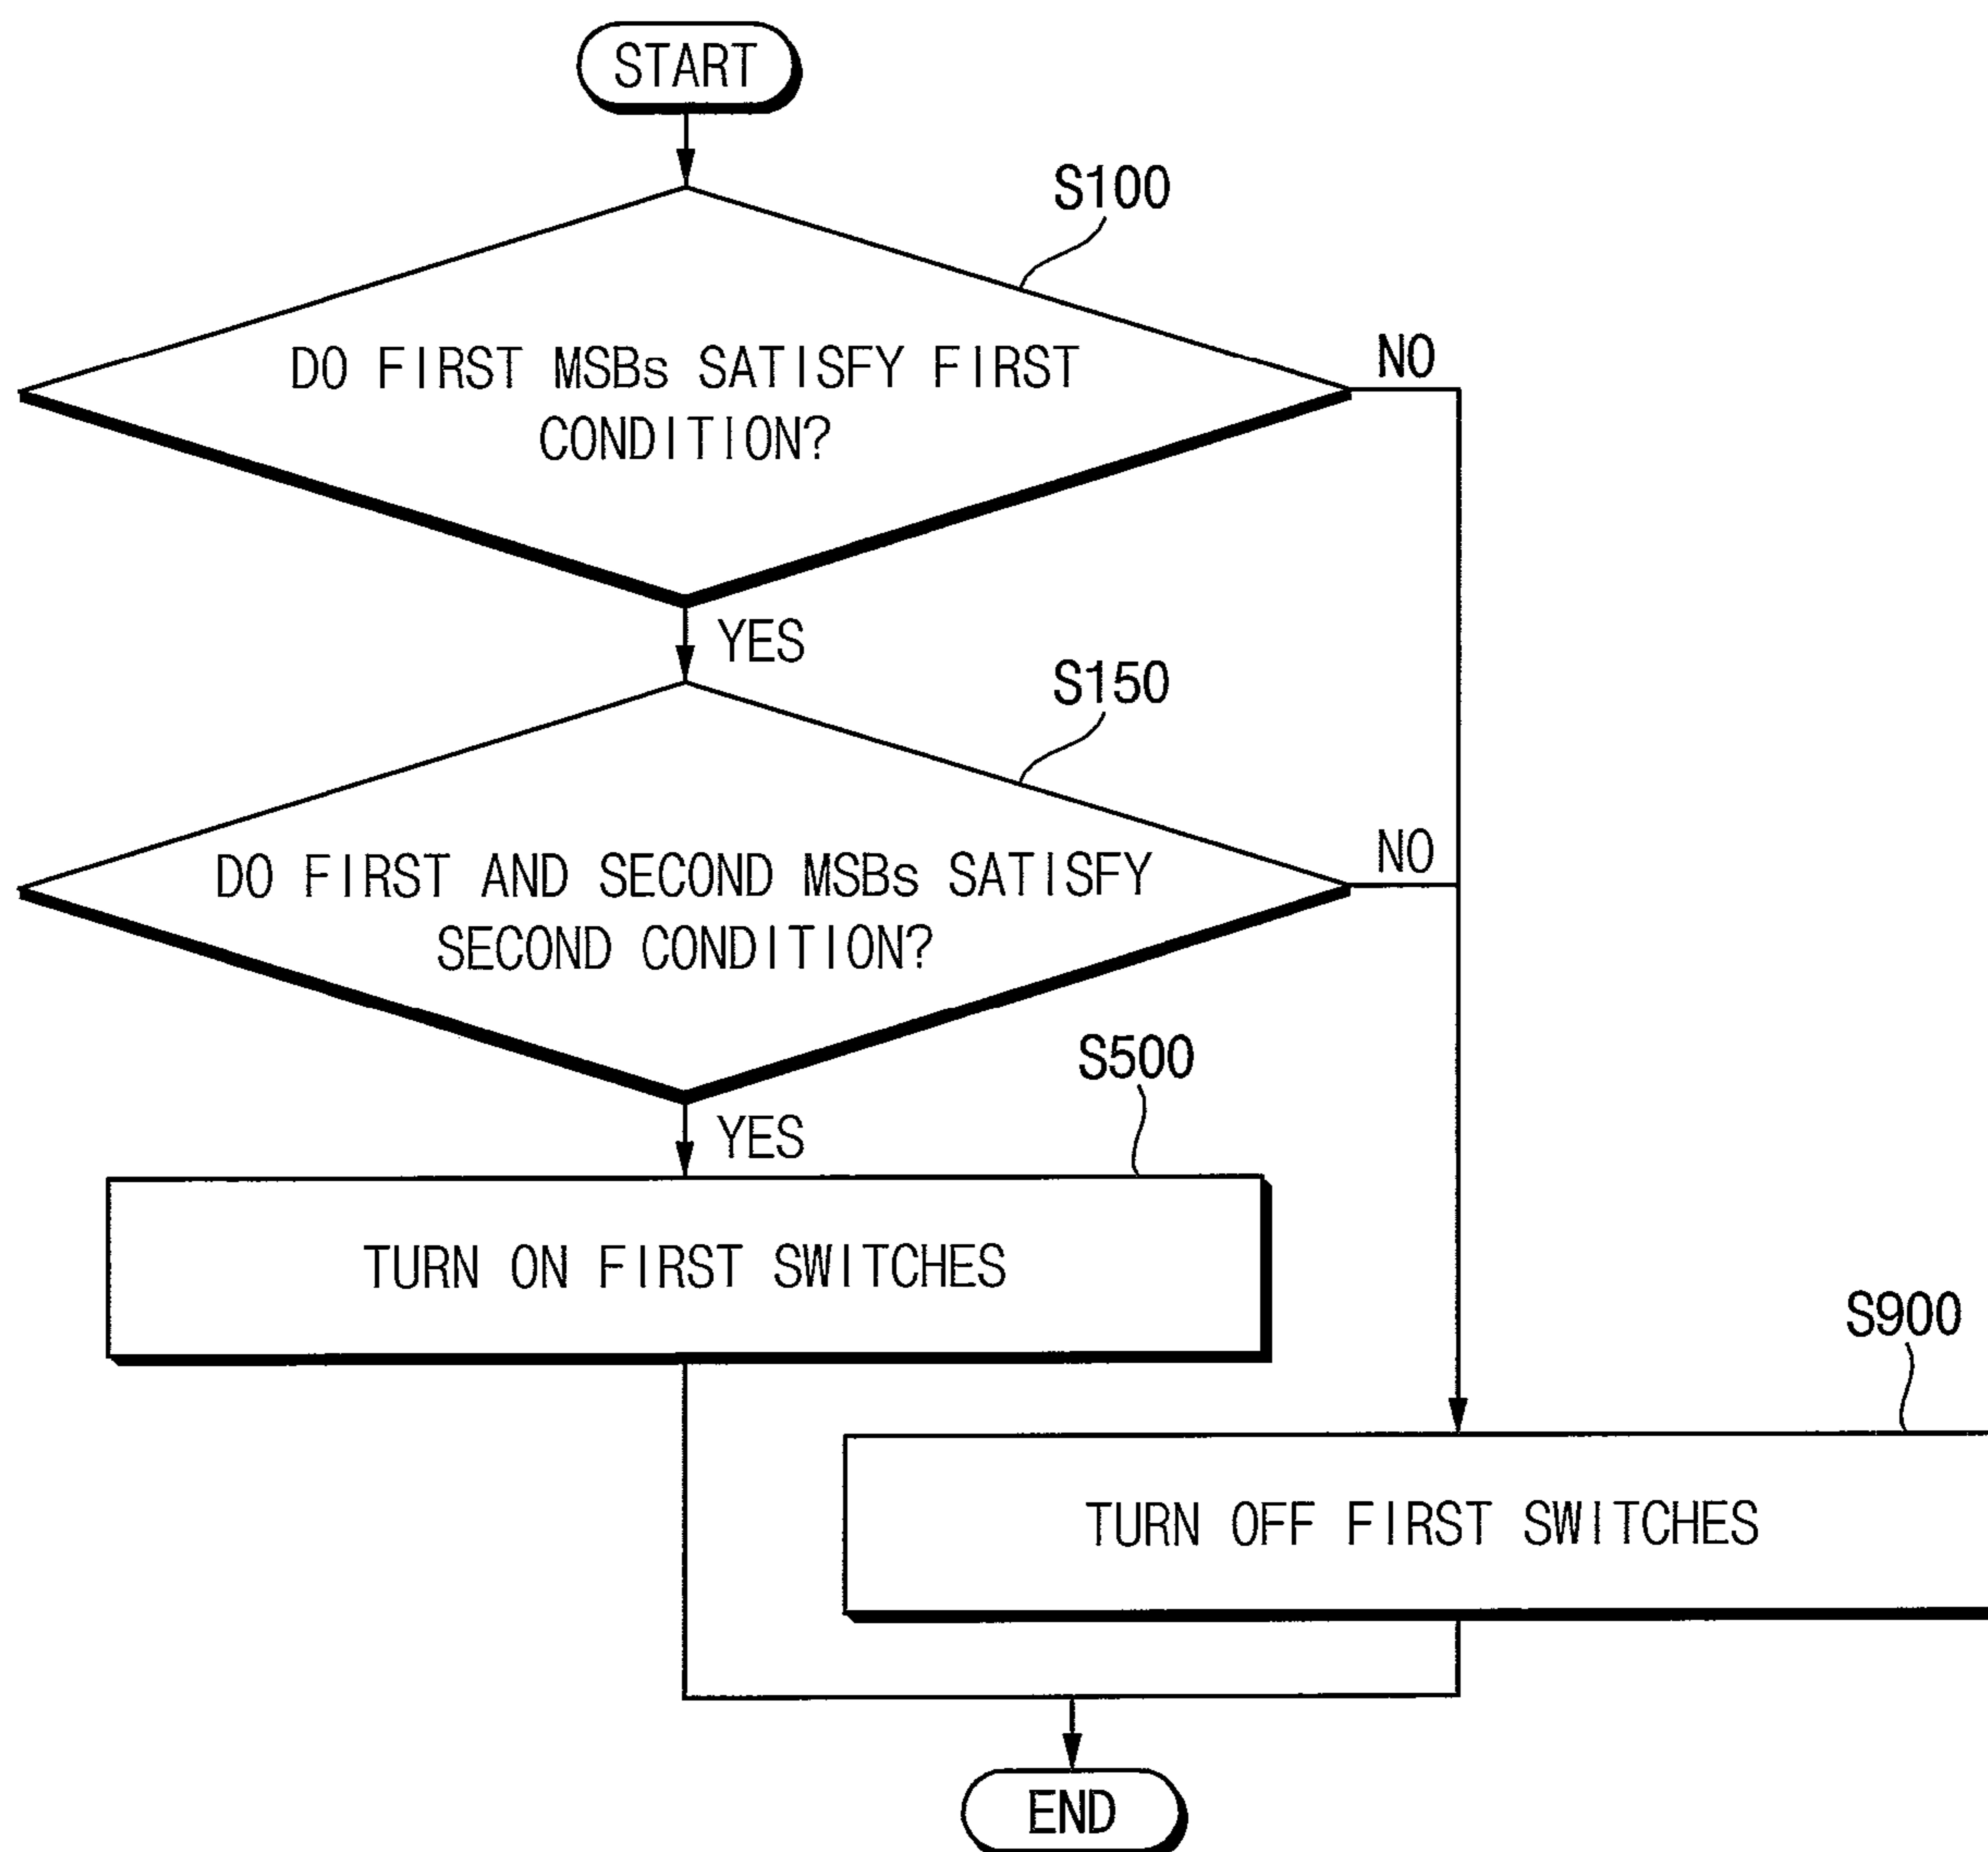 START
S100
DO FIRST MSBs SATISFY FIRST
CONDITION?
NO
YES
S150
DO FIRST AND SECOND MSBs SATISFY
SECOND CONDITION?
NO
YES
S500
TURN ON FIRST SWITCHES
S900
TURN OFF FIRST SWITCHES
END